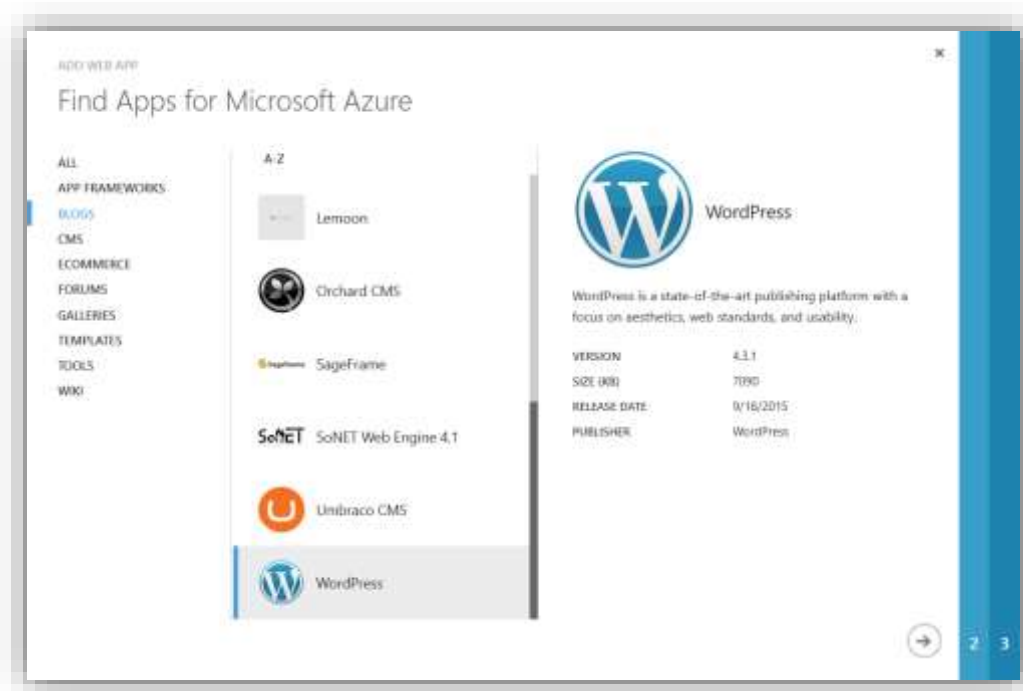 ADD WEB APP
Find Apps for Microsoft Azure
ALL
APP FRAMEWORKS
BLOGS
CMS
ECOMMERCE
FORUMS
GALLERIES
TEMPLATES
TOOLS
WIKI
A-Z
Lemoon
Orchard CMS
SageFrame
SageFrame
SoNET SoNET Web Engine 4.1
Umbraco CMS
WordPress
WordPress
WordPress is a state-of-the-art publishing platform with a
focus on aesthetics, web standards, and usability.
VERSION 4.3.1
SIZE (KB) 7090
RELEASE DATE 9/16/2015
PUBLISHER WordPress
2 3